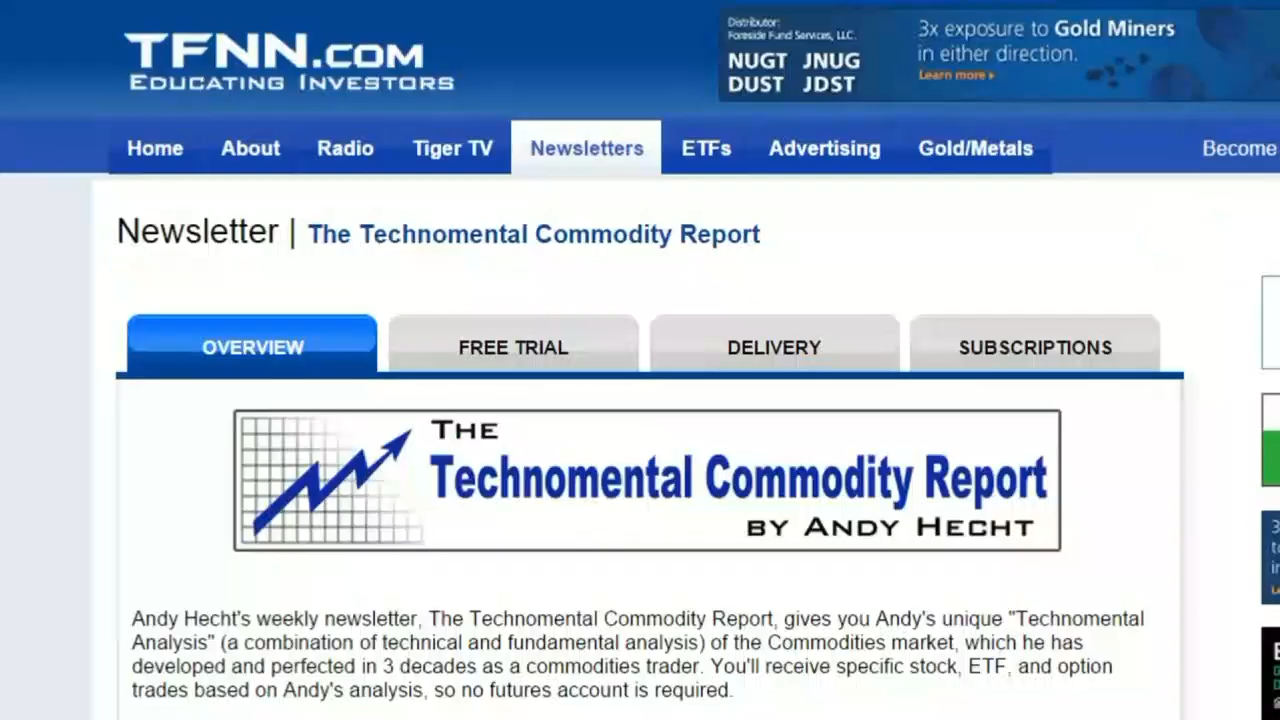 TFNN.COM
EDUCATING INVESTORS
Distributor:
Foreside Fund Services, LLC.
NUGT JNUG
DUST JDST
3x exposure to Gold Miners
in either direction.
Learn more ▸
Home About Radio Tiger TV Newsletters ETFs Advertising Gold/Metals Become
Newsletter | The Technomental Commodity Report
OVERVIEW FREE TRIAL DELIVERY SUBSCRIPTIONS
THE
Technomental Commodity Report
BY ANDY HECHT
Andy Hecht's weekly newsletter, The Technomental Commodity Report, gives you Andy's unique "Technomental
Analysis" (a combination of technical and fundamental analysis) of the Commodities market, which he has
developed and perfected in 3 decades as a commodities trader. You'll receive specific stock, ETF, and option
trades based on Andy's analysis, so no futures account is required.